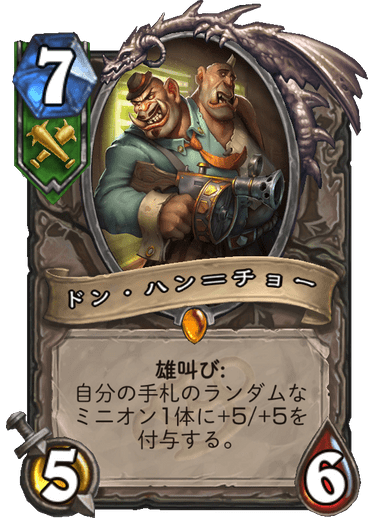 7
ドン・ハン＝チョー
雄叫び:
自分の手札のランダムな
ミニオン1体に+5/+5を
付与する。
5
6